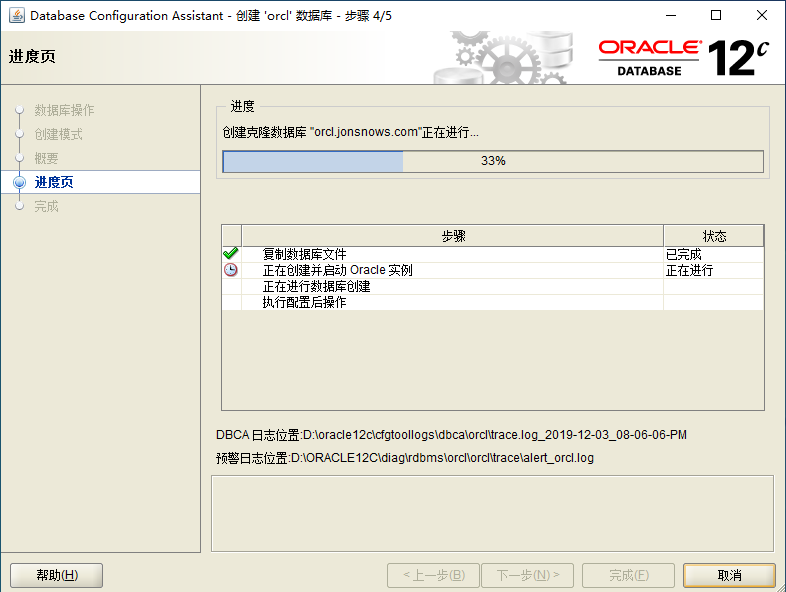 Database Configuration Assistant - 创建 'orcl' 数据库 - 步骤 4/5
进度页
ORACLE
DATABASE
12c
数据库操作
创建模式
概要
进度页
完成
进度
创建克隆数据库 "orcl.jonsnows.com"正在进行...
33%
步骤 状态
复制数据库文件 已完成
正在创建并启动 Oracle 实例 正在进行
正在进行数据库创建
执行配置后操作
DBCA 日志位置:D:\oracle12c\cfgtoollogs\dbca\orcl\trace.log_2019-12-03_08-06-06-PM
预警日志位置:D:\ORACLE12C\diag\rdbms\orcl\orcl\trace\alert_orcl.log
帮助(H) < 上一步(B) 下一步(N) > 完成(F) 取消